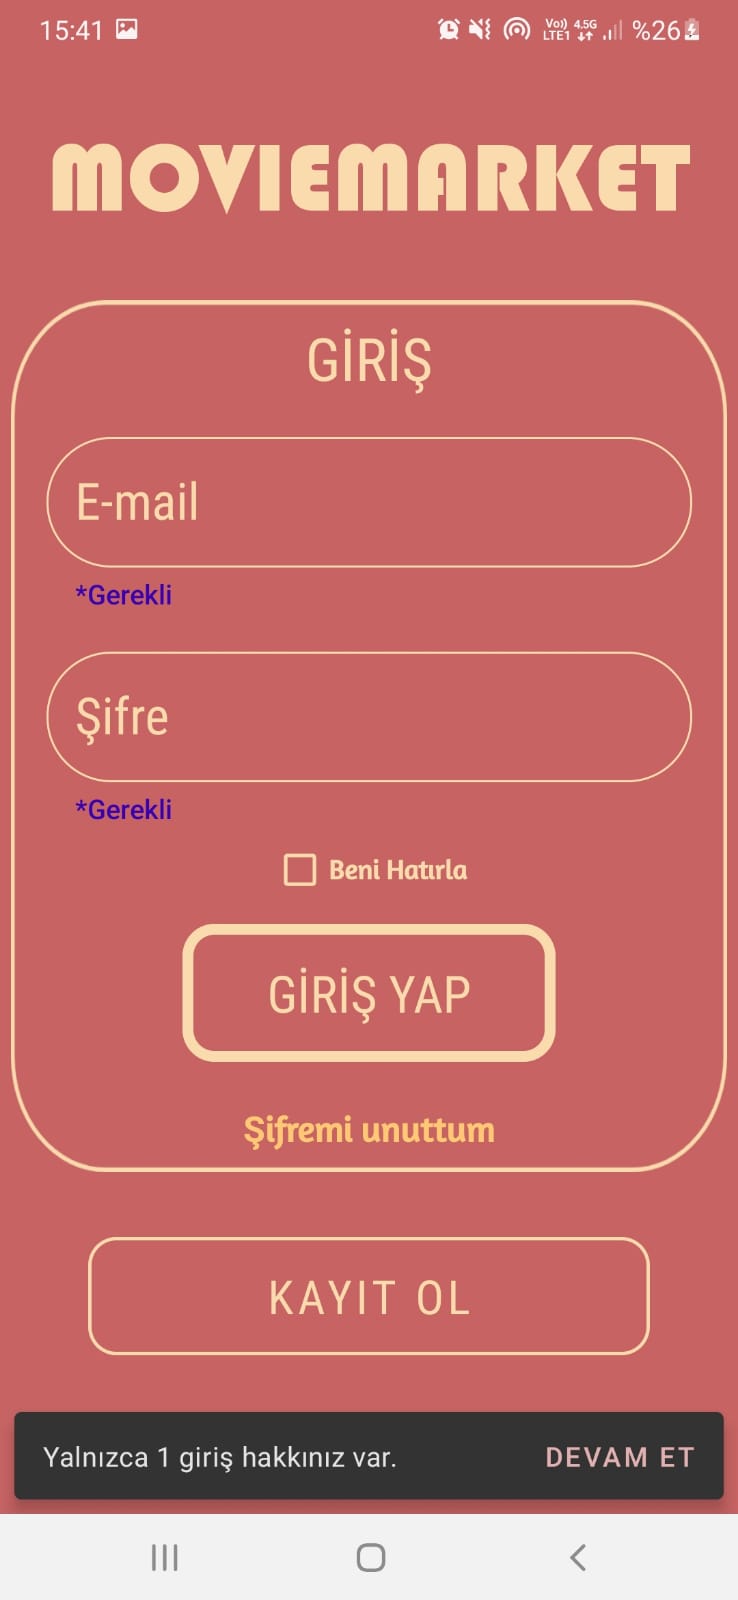 15:41 Vo)) LTE1 4.5G %26
MOVIEMARKET
GİRİŞ
E-mail
*Gerekli
Şifre
*Gerekli
Beni Hatırla
GİRİŞ YAP
Şifremi unuttum
KAYIT OL
Yalnızca 1 giriş hakkınız var. DEVAM ET